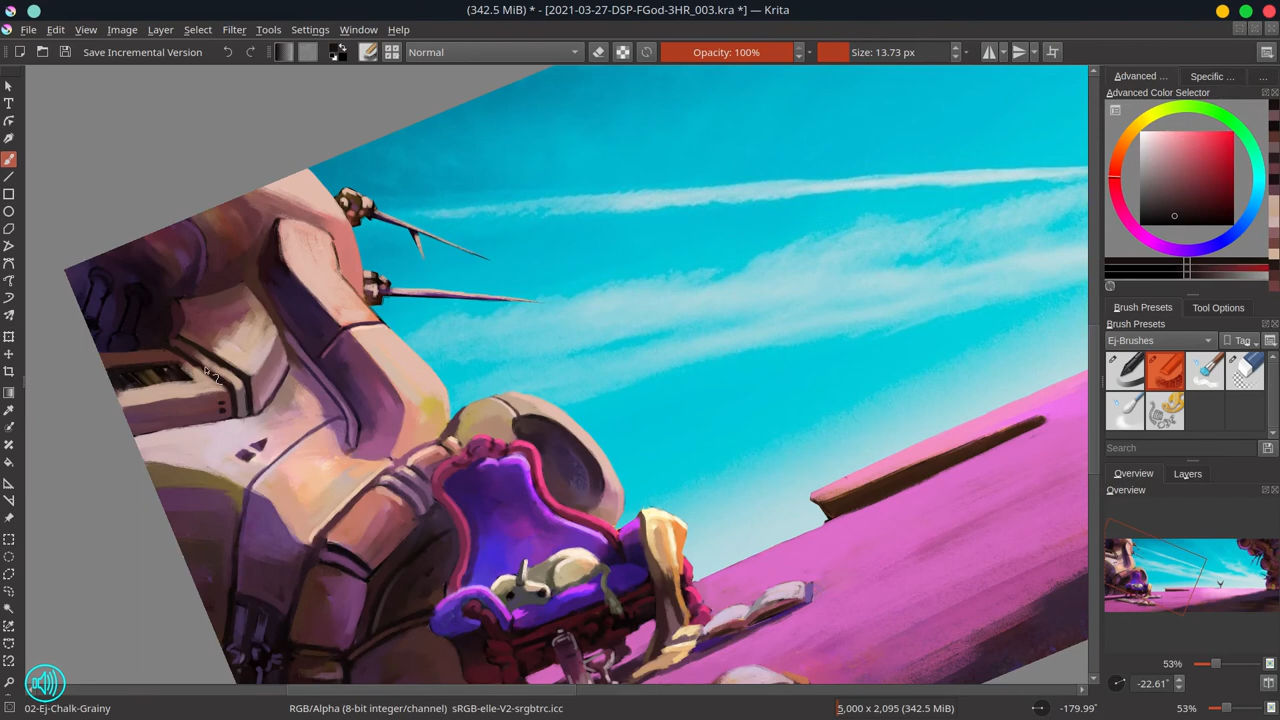 (342.5 MiB) * - [2021-03-27-DSP-FGod-3HR_003.kra *] — Krita
File Edit View Image Layer Select Filter Tools Settings Window Help
Save Incremental Version Normal Opacity: 100% Size: 13.73 px
Advanced ... Specific ... ...
Advanced Color Selector
Brush Presets Tool Options
Brush Presets
Ej-Brushes Tag
Search
Overview Layers
Overview
53%
-22.61°
02-Ej-Chalk-Grainy RGB/Alpha (8-bit integer/channel) sRGB-elle-V2-srgbtrc.icc 5,000 x 2,095 (342.5 MiB) -179.99° 53%